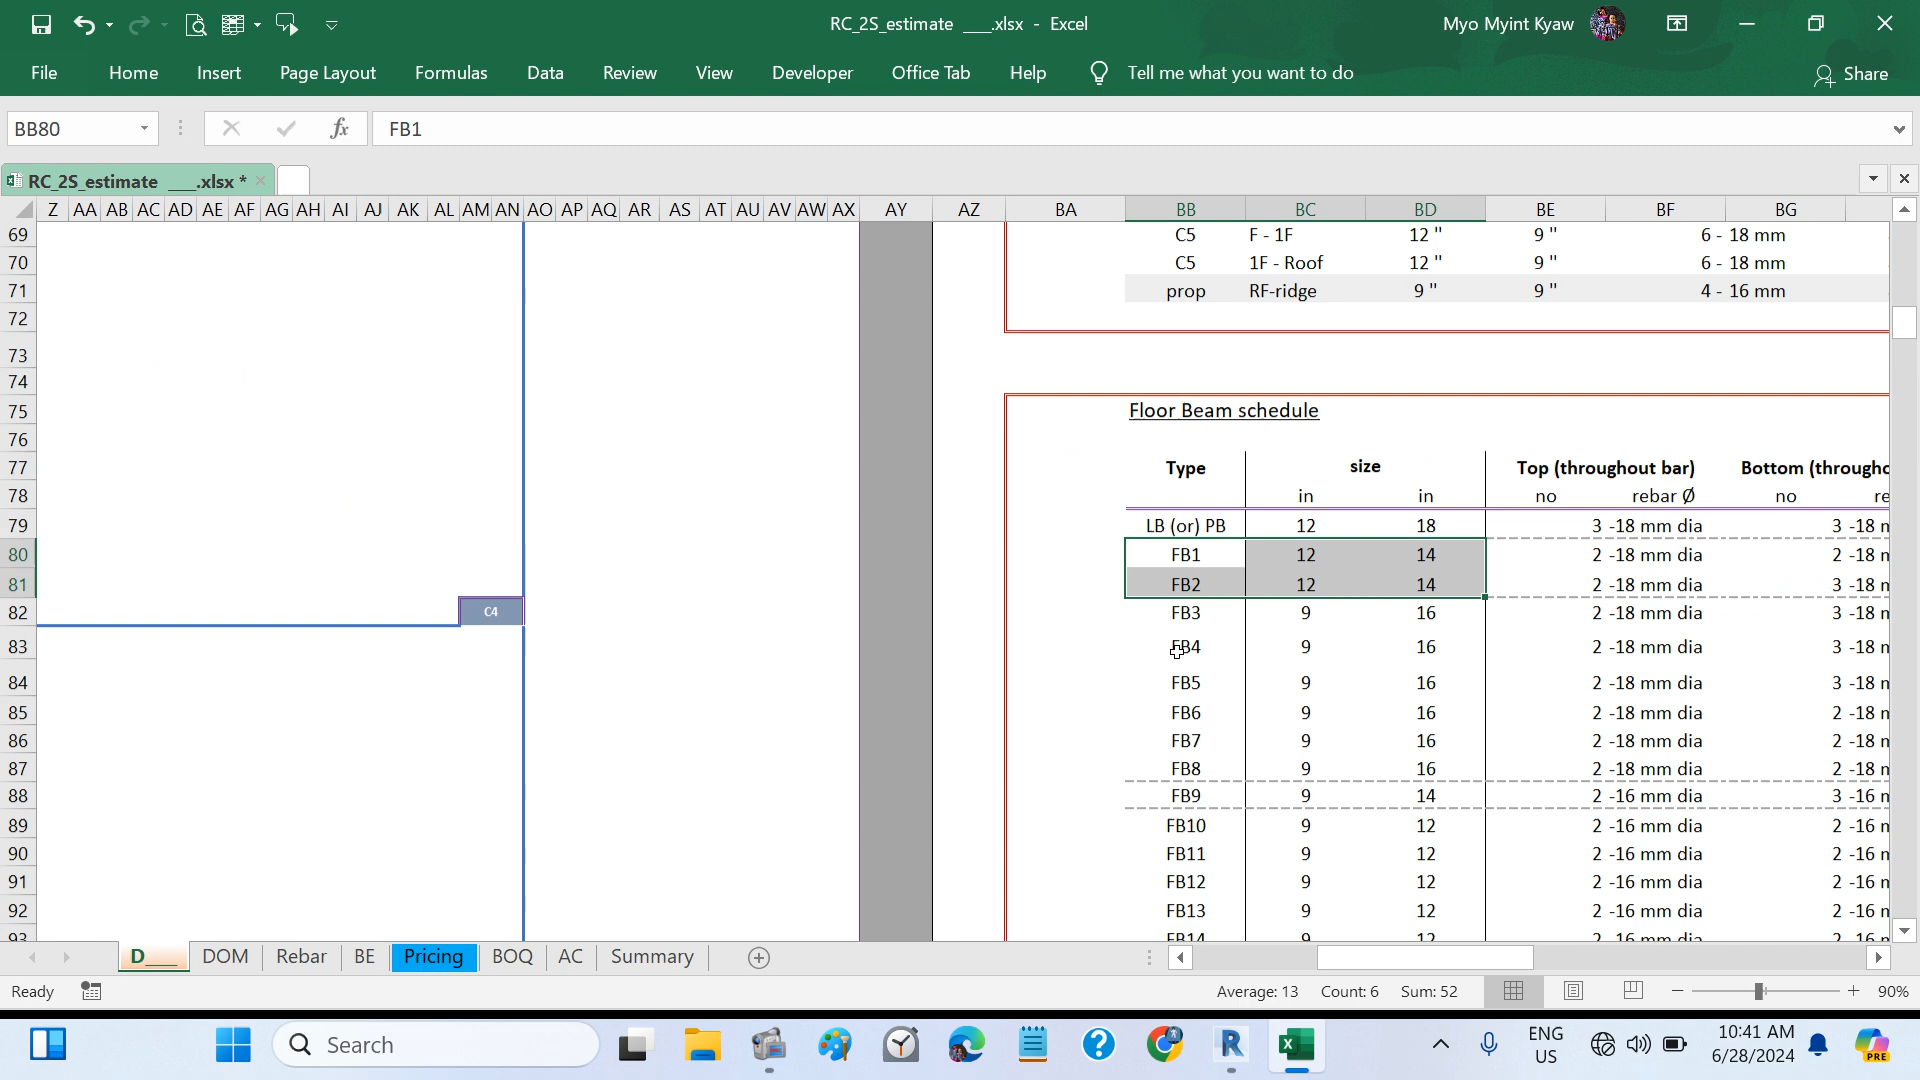 RC_2S_estimate ___.xlsx - Excel
Myo Myint Kyaw
File Home Insert Page Layout Formulas Data Review View Developer Office Tab Help Tell me what you want to do Share
BB80 fx FB1
RC_2S_estimate ___.xlsx *
Z AA AB AC AD AE AF AG AH AI AJ AK AL AM AN AO AP AQ AR AS AT AU AV AW AX AY AZ BA BB BC BD BE BF BG
69 C5 F - 1F 12 " 9 " 6 - 18 mm
70 C5 1F - Roof 12 " 9 " 6 - 18 mm
71 prop RF-ridge 9 " 9 " 4 - 16 mm
72
73
74
75 Floor Beam schedule
76
77 Type size Top (throughout bar) Bottom (througho
78 in in no rebar Ø no re
79 LB (or) PB 12 18 3 -18 mm dia 3 -18 n
80 FB1 12 14 2 -18 mm dia 2 -18 n
81 FB2 12 14 2 -18 mm dia 3 -18 n
82 C4 FB3 9 16 2 -18 mm dia 3 -18 n
83 FB4 9 16 2 -18 mm dia 3 -18 n
84 FB5 9 16 2 -18 mm dia 3 -18 n
85 FB6 9 16 2 -18 mm dia 2 -18 n
86 FB7 9 16 2 -18 mm dia 2 -18 n
87 FB8 9 16 2 -18 mm dia 2 -18 n
88 FB9 9 14 2 -16 mm dia 3 -16 n
89 FB10 9 12 2 -16 mm dia 2 -16 n
90 FB11 9 12 2 -16 mm dia 2 -16 n
91 FB12 9 12 2 -16 mm dia 2 -16 n
92 FB13 9 12 2 -16 mm dia 2 -16 n
93 FB14 9 12 2 -16 mm dia 2 -16 n
D___ DOM Rebar BE Pricing BOQ AC Summary
Ready Average: 13 Count: 6 Sum: 52 90%
Search
ENG
US
10:41 AM
6/28/2024
PRE